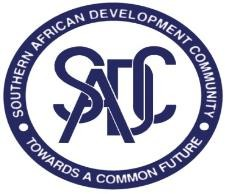 SOUTHERN AFRICAN DEVELOPMENT COMMUNITY
SADC
TOWARDS A COMMON FUTURE